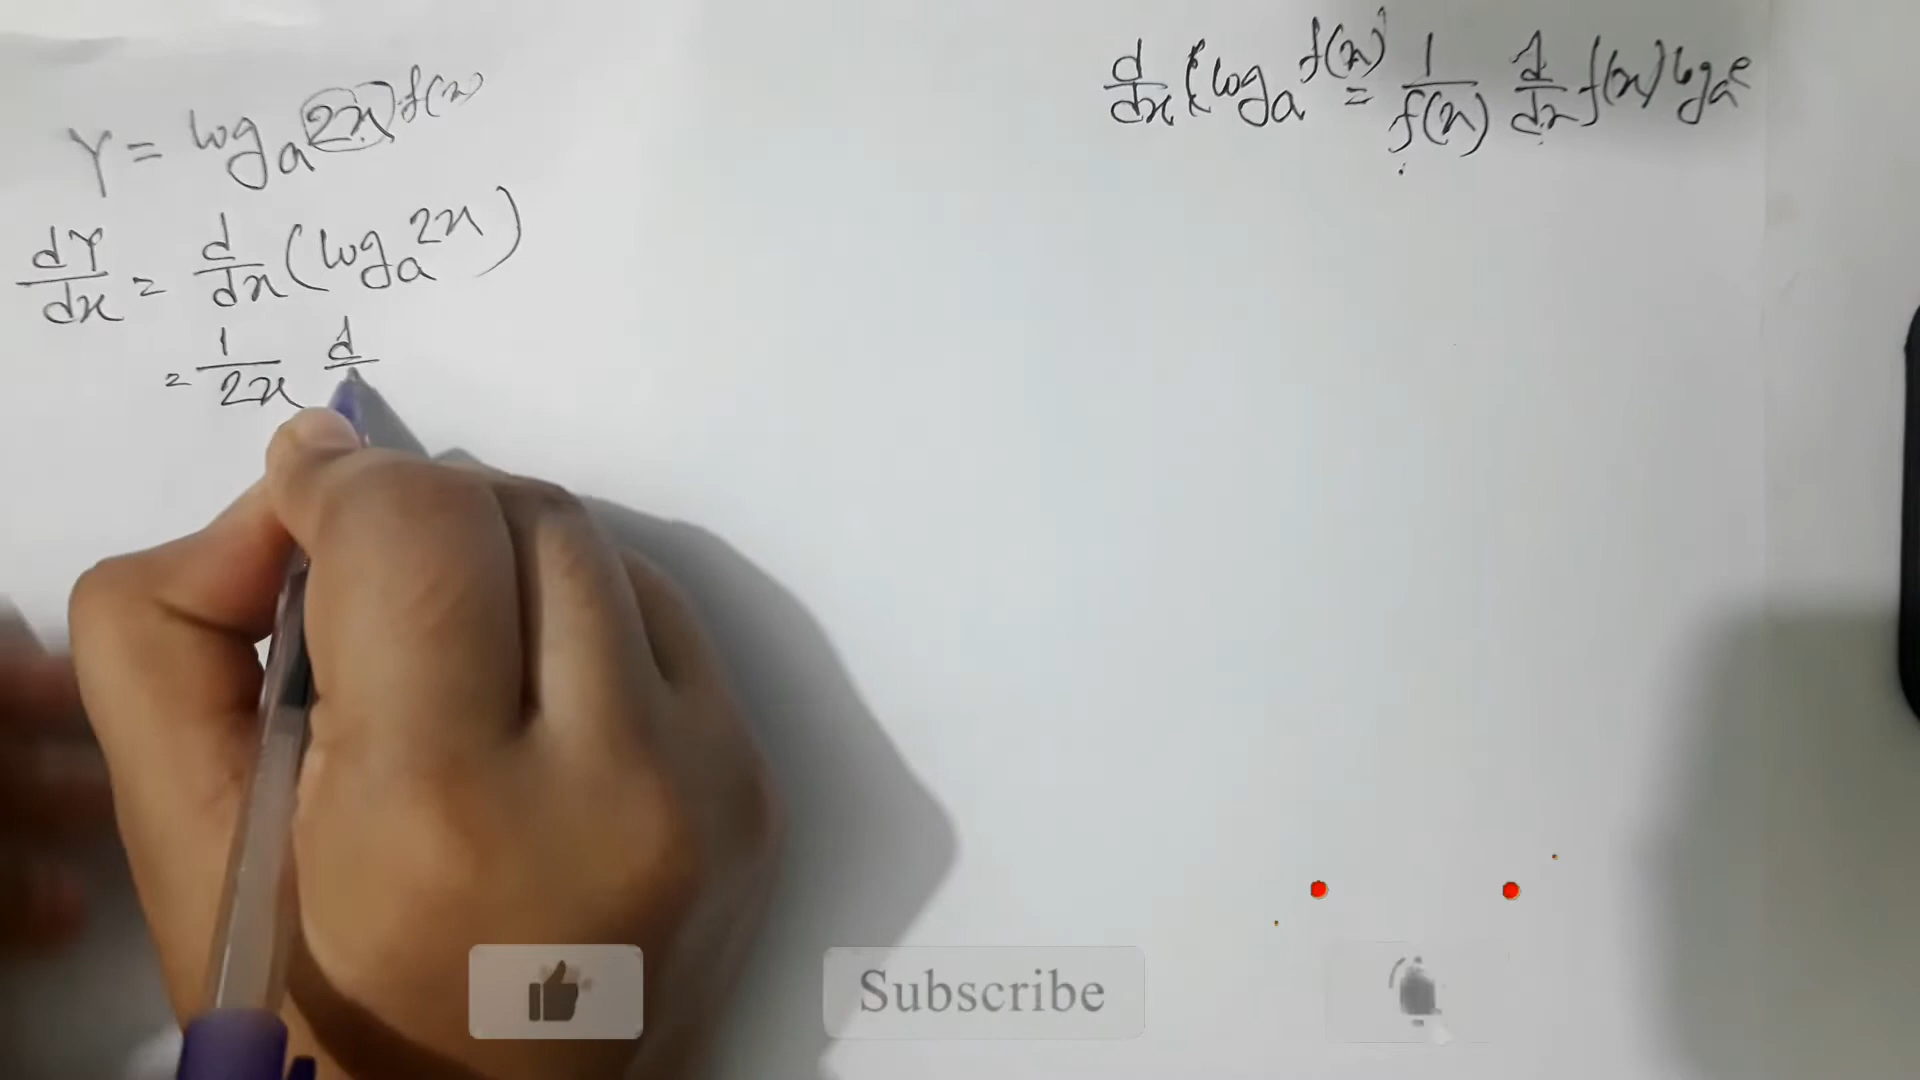 Y = log_a 2x f(x)
dY/dx = d/dx (log_a 2x)
= 1/2x d
d/dx (log_a f(x) = 1/f(x) d/dx f(x) log_a e
Subscribe